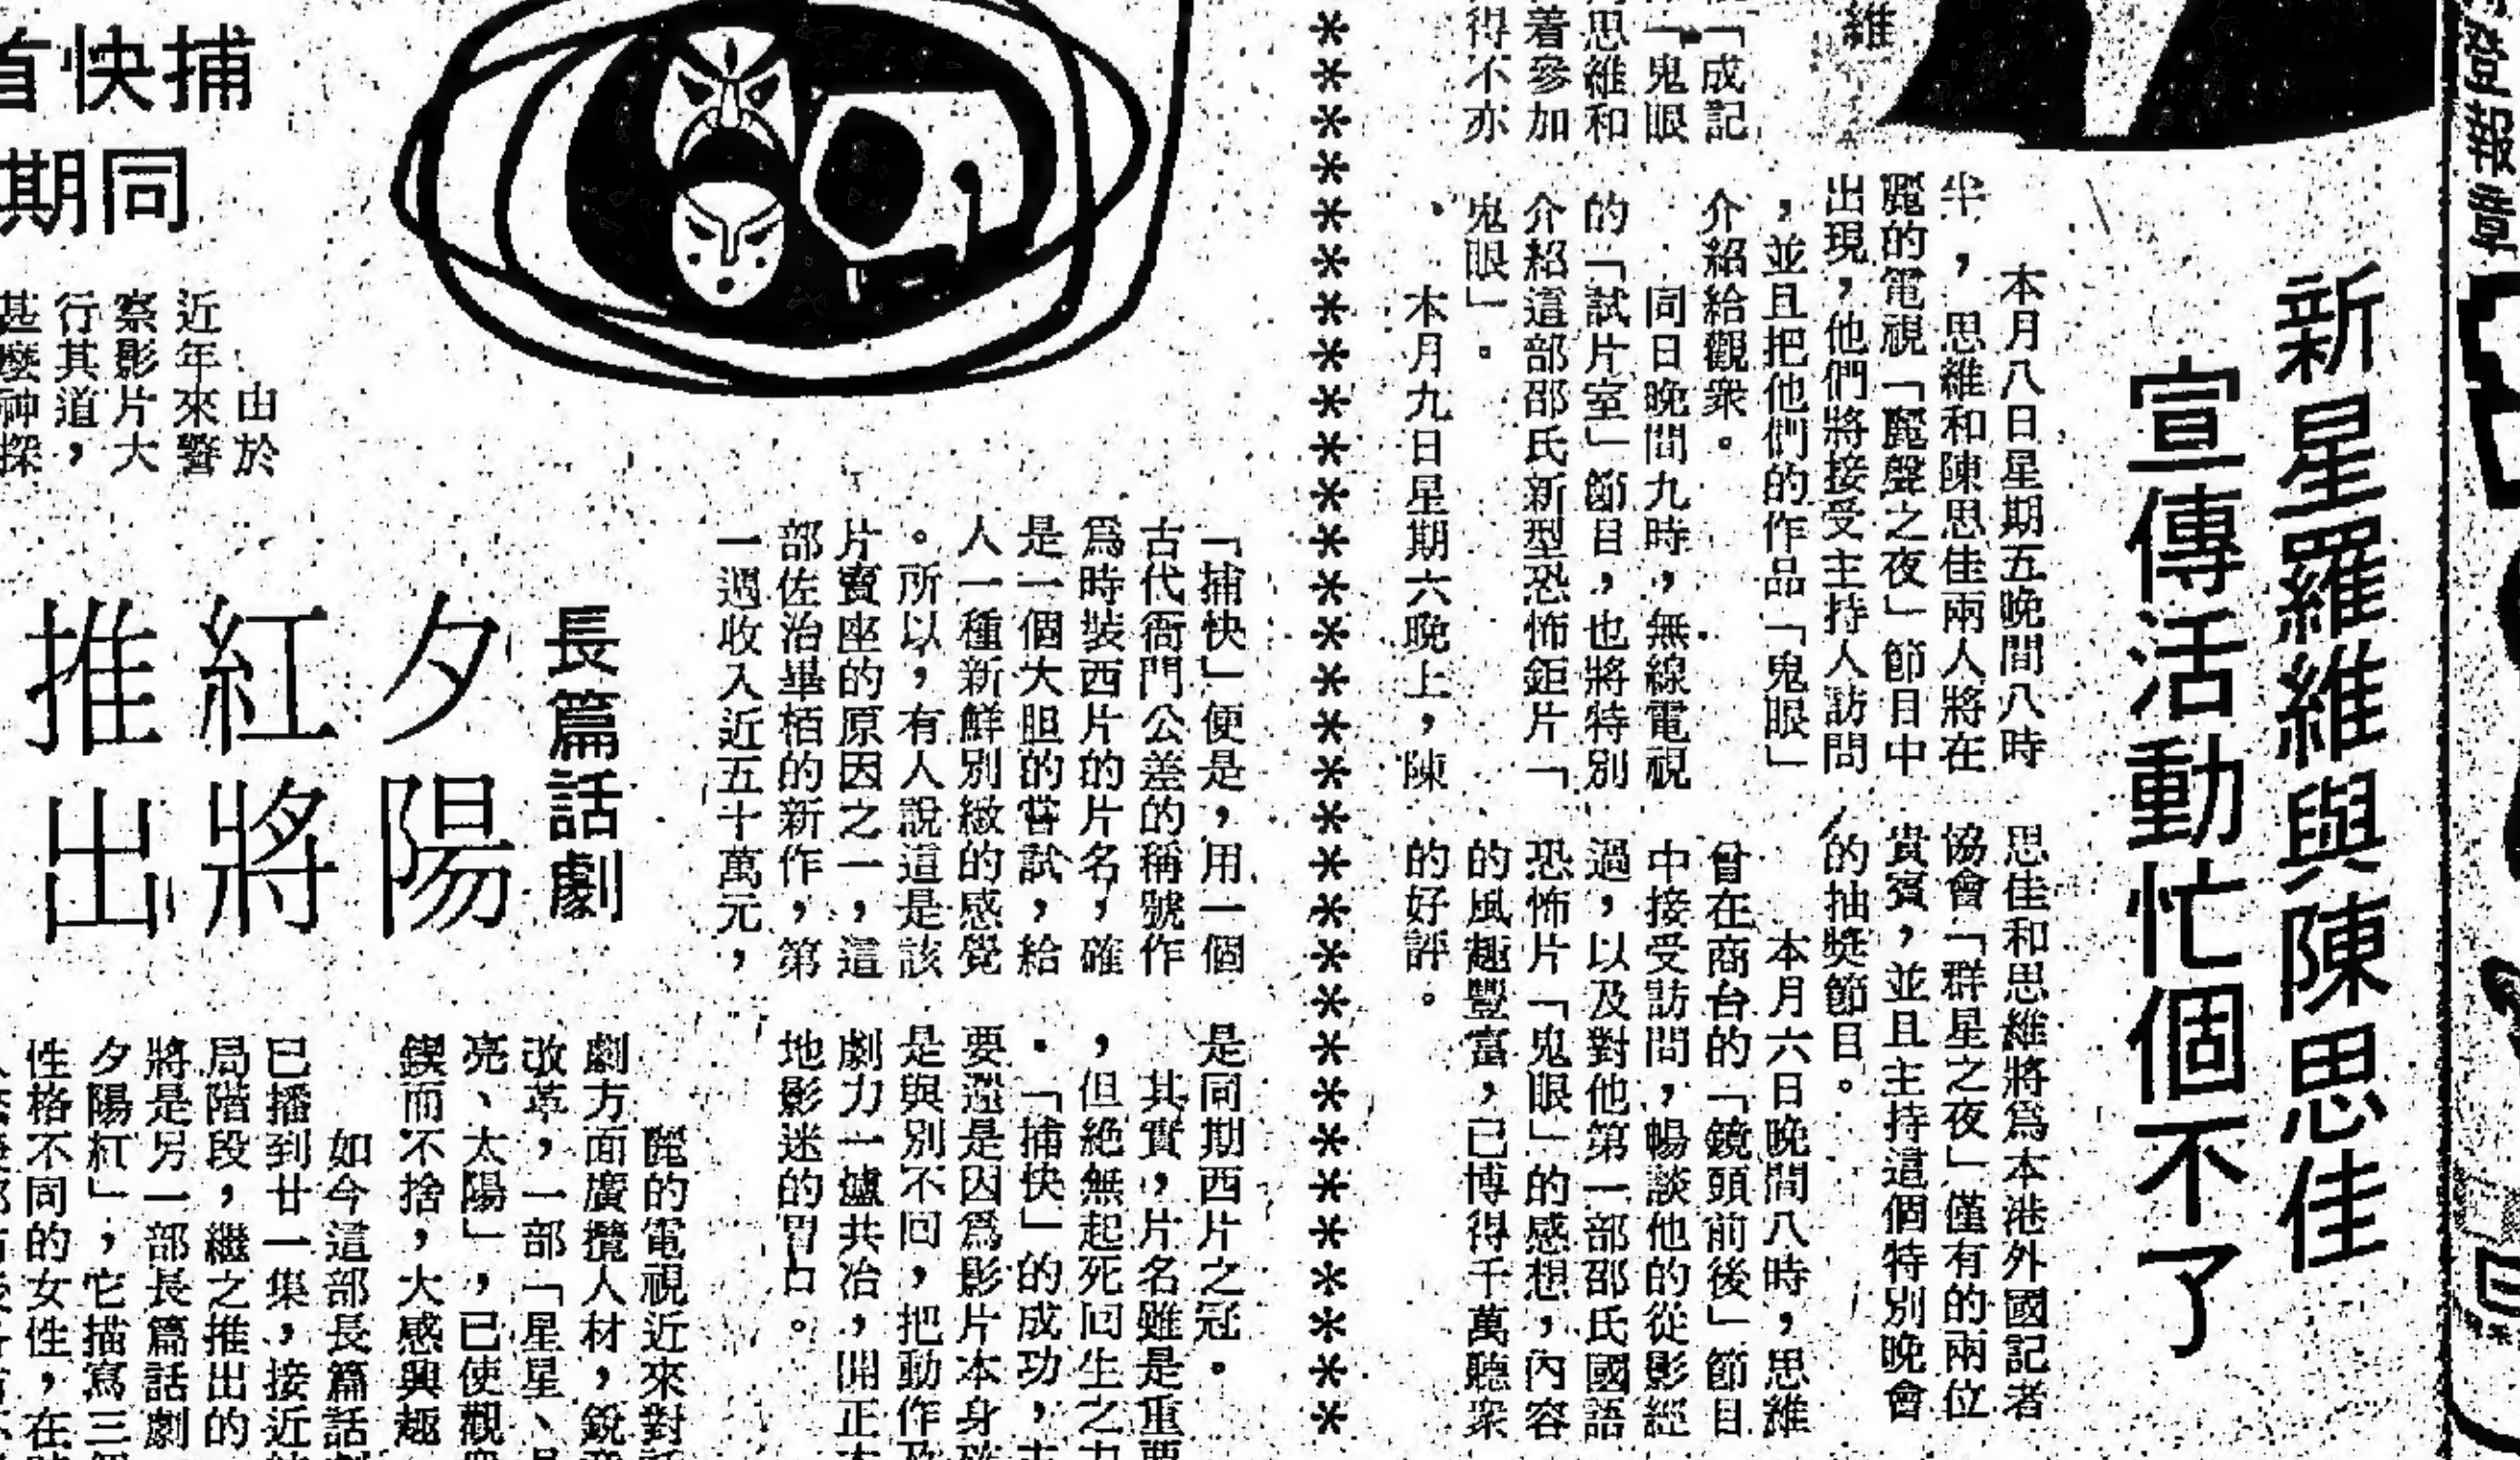 新星羅維與陳思佳
宣傳活動忙個不了
維
「成記
「鬼眼
思維和
着參加
得不亦
本月八日星期五晚間八時
半，思維和陳思佳兩人將在
麗的電視「麗聲之夜」節目中
出現，他們將接受主持人訪問
，並且把他們的作品「鬼眼」
介紹給觀衆。
同日晚間九時，無線電視
的「試片室」節目，也將特別
介紹這部邵氏新型恐怖鉅片「
鬼眼」。
本月九日星期六晚上，陳
思佳和思維將爲本港外國記者
協會「群星之夜」僅有的兩位
貴賓，並且主持這個特別晚會
的抽獎節目。
本月六日晚間八時，思維
曾在商台的「鏡頭前後」節目
中接受訪問，暢談他的從影經
過，以及對他第一部邵氏國語
恐怖片「鬼眼」的感想，內容
的風趣豐富，已博得千萬聽衆
的好評。
捕快首
同期
由於
近年來警
察影片大
行其道，
甚麼神探
「捕快」便是，用一個
古代衙門公差的稱號作
爲時裝西片的片名，確
是一個大胆的嘗試，給
人一種新鮮別緻的感覺
。所以，有人說這是該
片賣座的原因之一，這
部佐治畢栢的新作，第
一週收入近五十萬元，
是同期西片之冠。
其實，片名雖是重要
，但絶無起死回生之力
，「捕快」的成功，主
要還是因爲影片本身確
是與別不同，把動作及
劇力一爐共冶，開正本
地影迷的胃口。
長篇話劇
夕陽
紅將
推出
麗的電視近來對話
劇方面廣攬人材，銳意
改革，一部「星星、月
亮、太陽」，已使觀衆
鍥而不捨，大感興趣
如今這部長篇話劇
已播到廿一集，接近
局階段，繼之推出的
將是另一部長篇話劇
夕陽紅」，它描寫三個
性格不同的女性，在